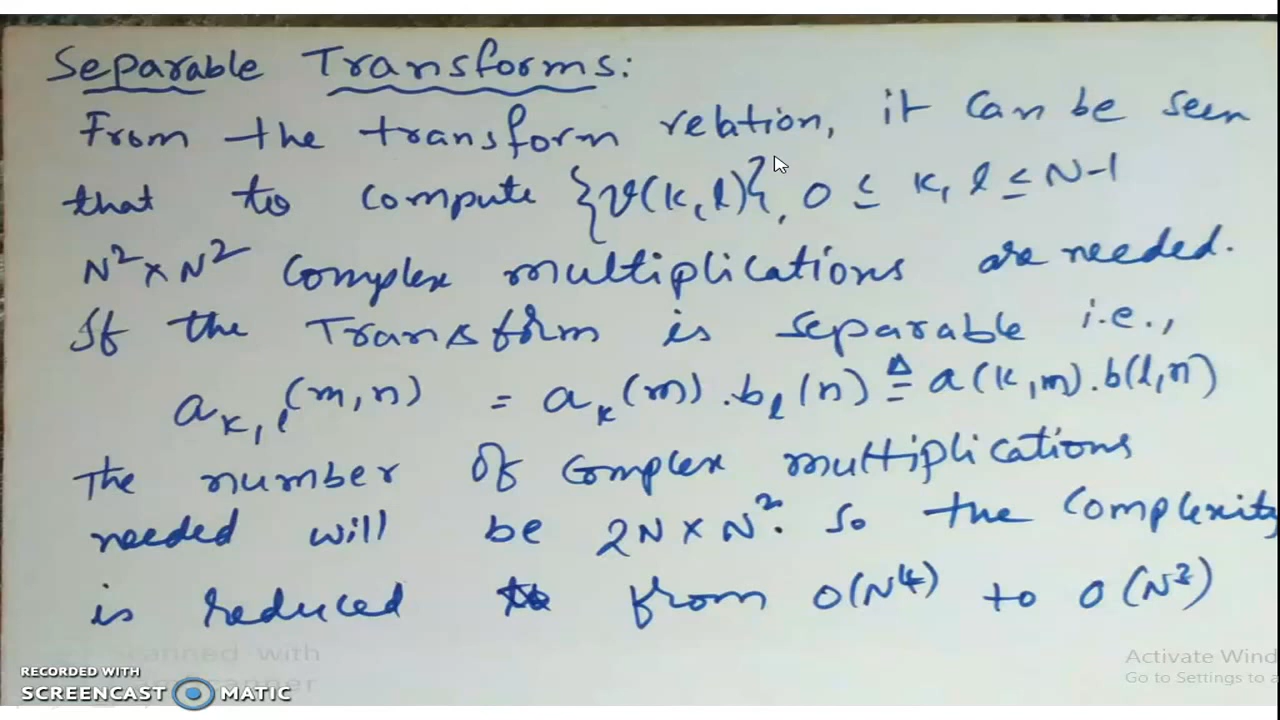 Separable Transforms:
From the transform relation, it can be seen
that to compute {v(k, l)}, 0 ≤ k, l ≤ N-1
N² x N² complex multiplications are needed.
If the Transform is separable i.e.,
a_{k, l}(m, n) = a_k(m) . b_l(n) ≜ a(k, m) . b(l, n)
The number of complex multiplications
needed will be 2N x N². So the complexity
is reduced from O(N⁴) to O(N³)
Scanned with
RECORDED WITH
SCREENCAST MATIC
Activate Wind
Go to Settings to a